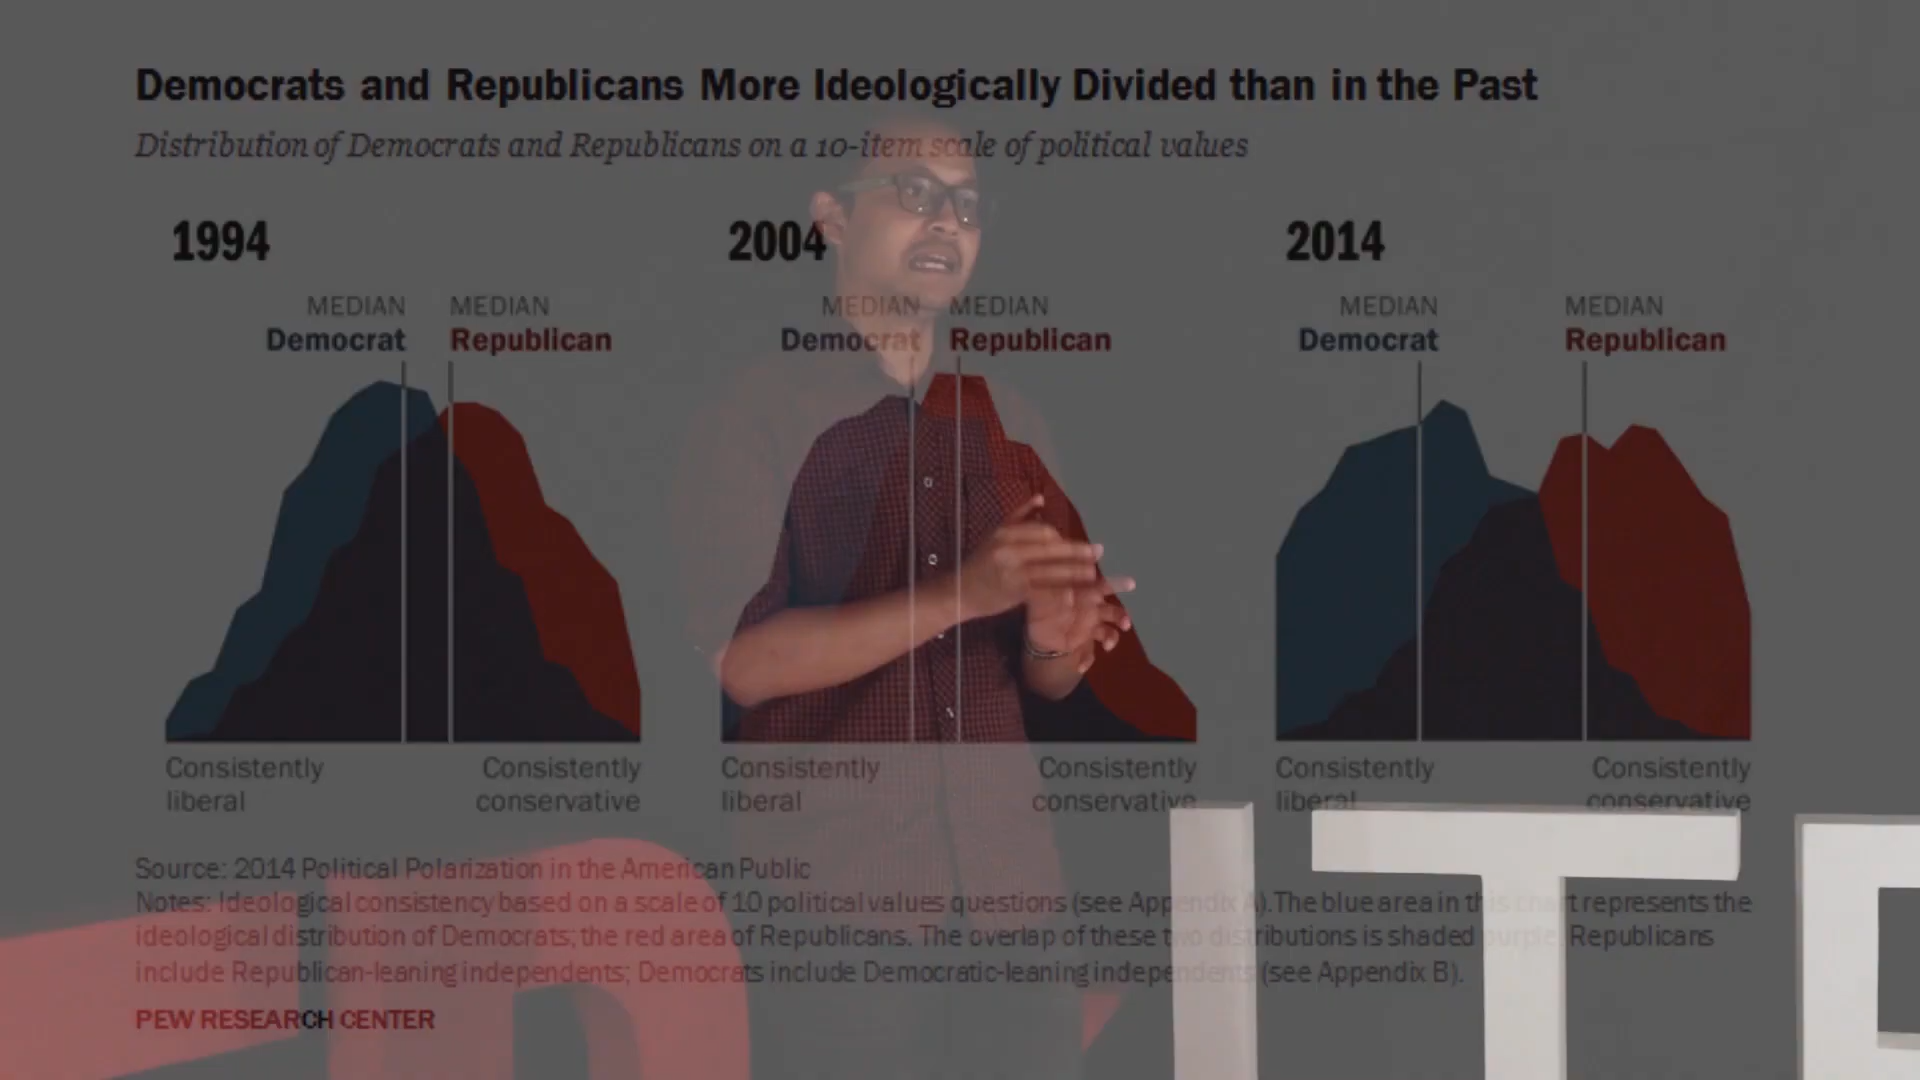 Democrats and Republicans More Ideologically Divided than in the Past
Distribution of Democrats and Republicans on a 10-item scale of political values
1994
2004
2014
MEDIAN
Democrat
MEDIAN
Republican
MEDIAN
Democrat
MEDIAN
Republican
MEDIAN
Democrat
MEDIAN
Republican
Consistently
liberal
Consistently
conservative
Consistently
liberal
Consistently
conservative
Consistently
liberal
Consistently
conservative
Source: 2014 Political Polarization in the American Public
Notes: Ideological consistency based on a scale of 10 political values questions (see Appendix A). The blue area in this chart represents the
ideological distribution of Democrats; the red area of Republicans. The overlap of these two distributions is shaded purple. Republicans
include Republican-leaning independents; Democrats include Democratic-leaning independents (see Appendix B).
PEW RESEARCH CENTER